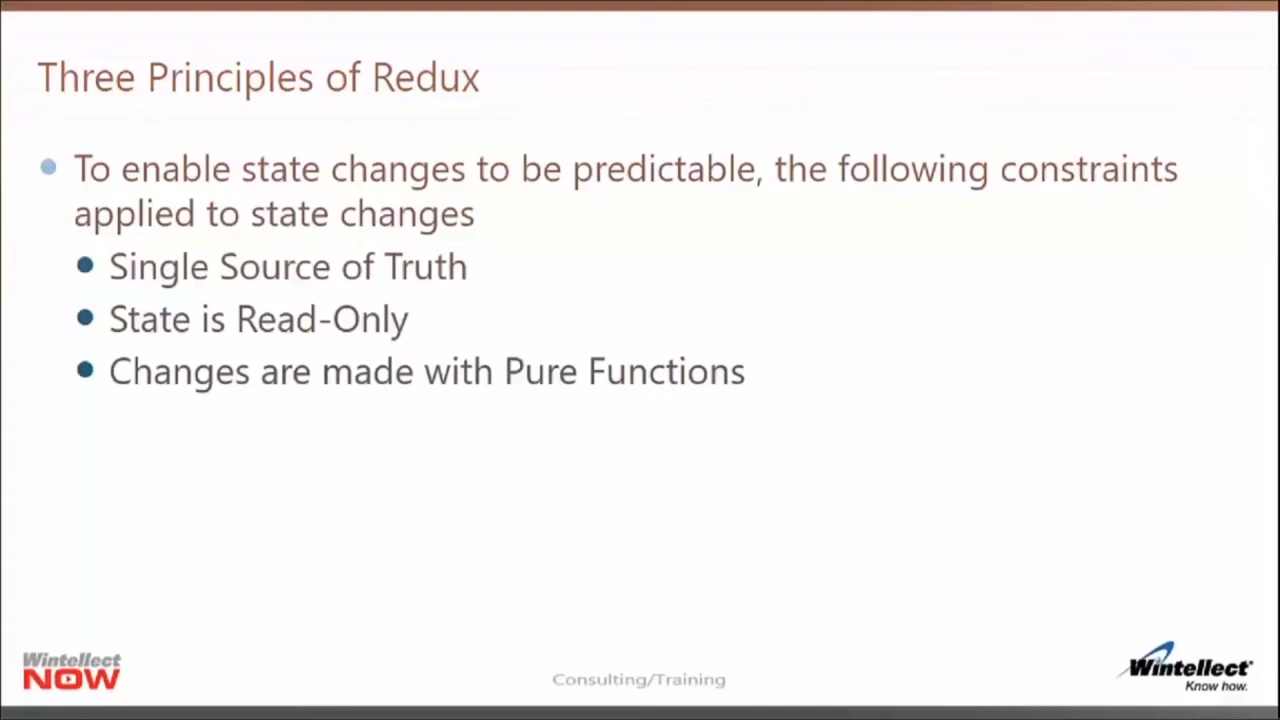 Three Principles of Redux
To enable state changes to be predictable, the following constraints
applied to state changes
Single Source of Truth
State is Read-Only
Changes are made with Pure Functions
Wintellect
NOW
Consulting/Training
Wintellect
Know how.